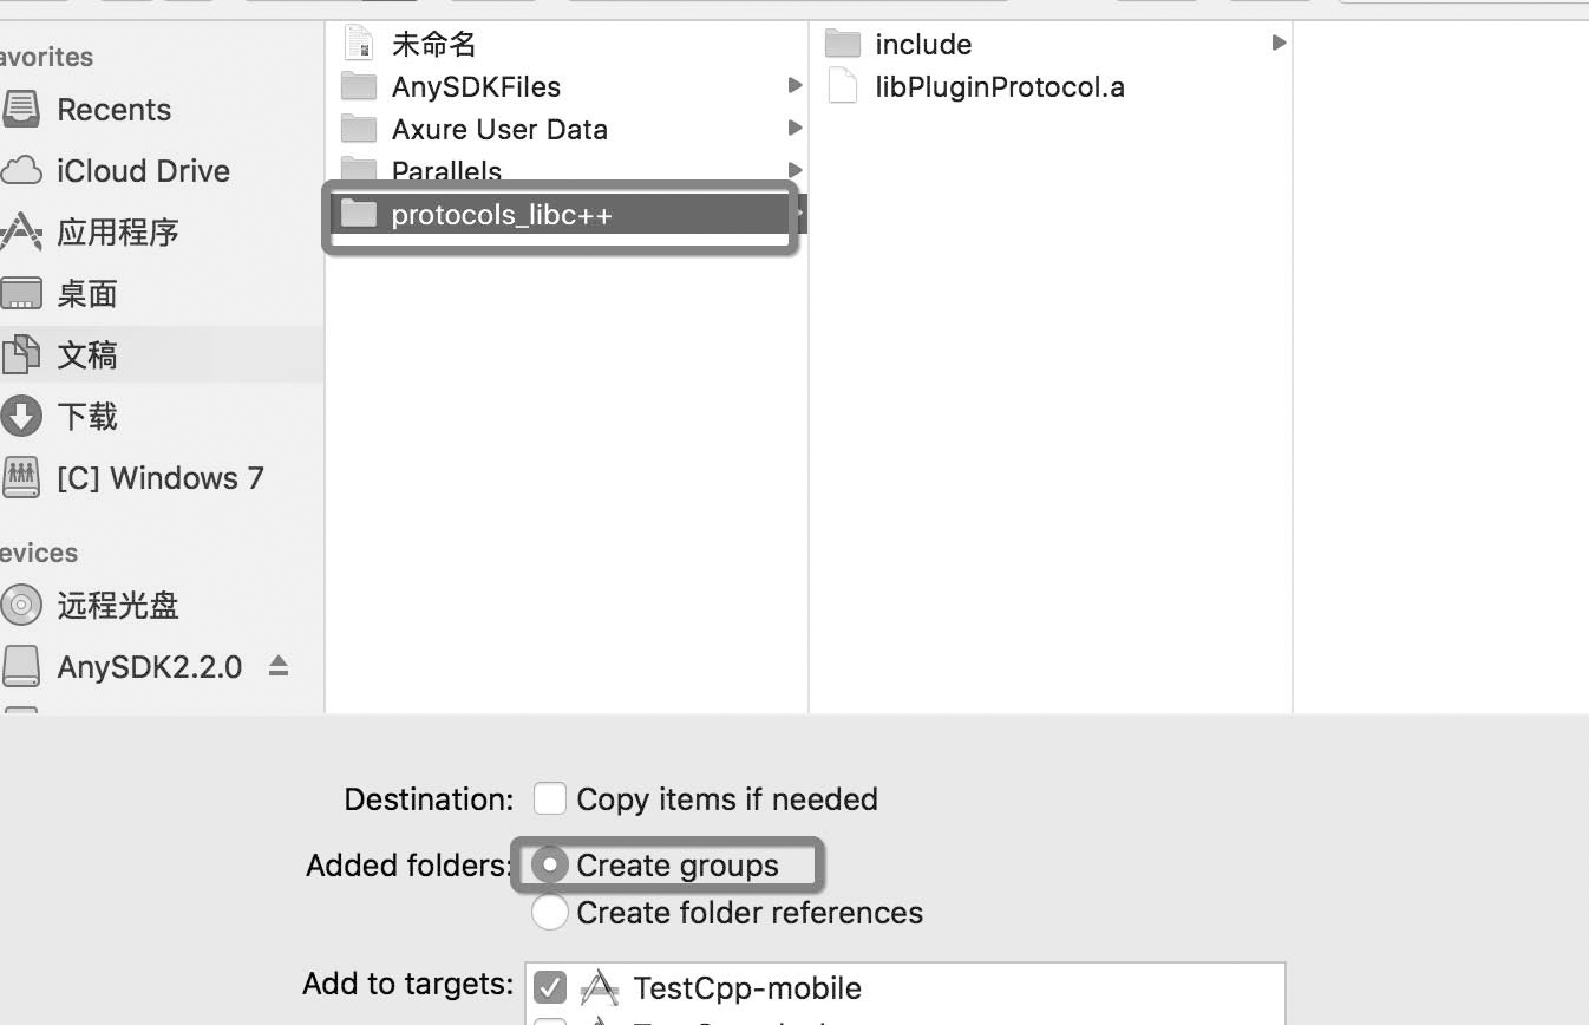 avorites
Recents
iCloud Drive
应用程序
桌面
文稿
下载
[C] Windows 7
evices
远程光盘
AnySDK2.2.0
未命名
AnySDKFiles
Axure User Data
Parallels
protocols_libc++
include
libPluginProtocol.a
Destination: Copy items if needed
Added folders: Create groups
Create folder references
Add to targets: TestCpp-mobile